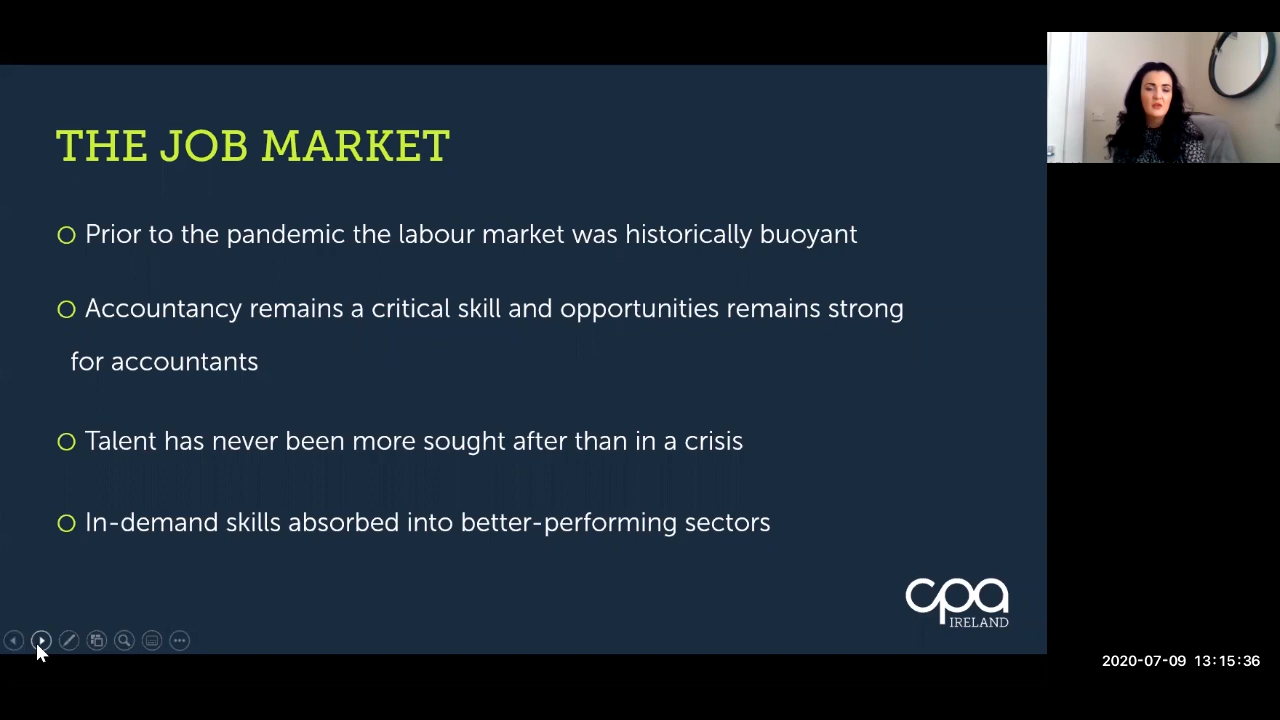 THE JOB MARKET
Prior to the pandemic the labour market was historically buoyant
Accountancy remains a critical skill and opportunities remains strong
for accountants
Talent has never been more sought after than in a crisis
In-demand skills absorbed into better-performing sectors
cpa
IRELAND
2020-07-09 13:15:36